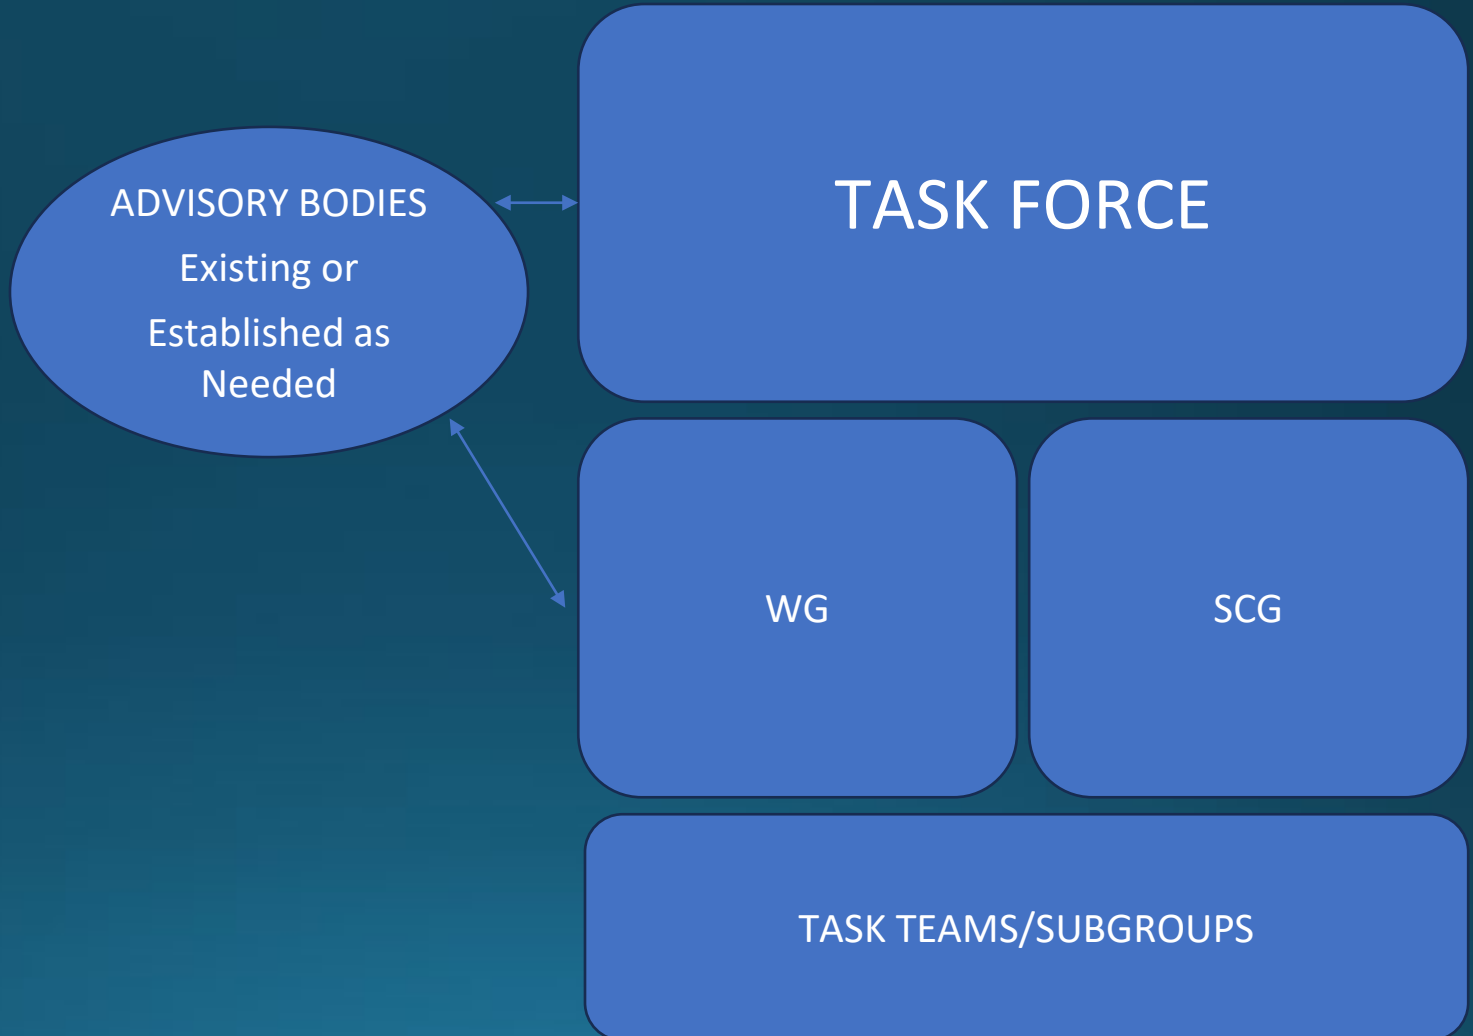 ADVISORY BODIES
Existing or
Established as
Needed
TASK FORCE
WG
SCG
TASK TEAMS/SUBGROUPS